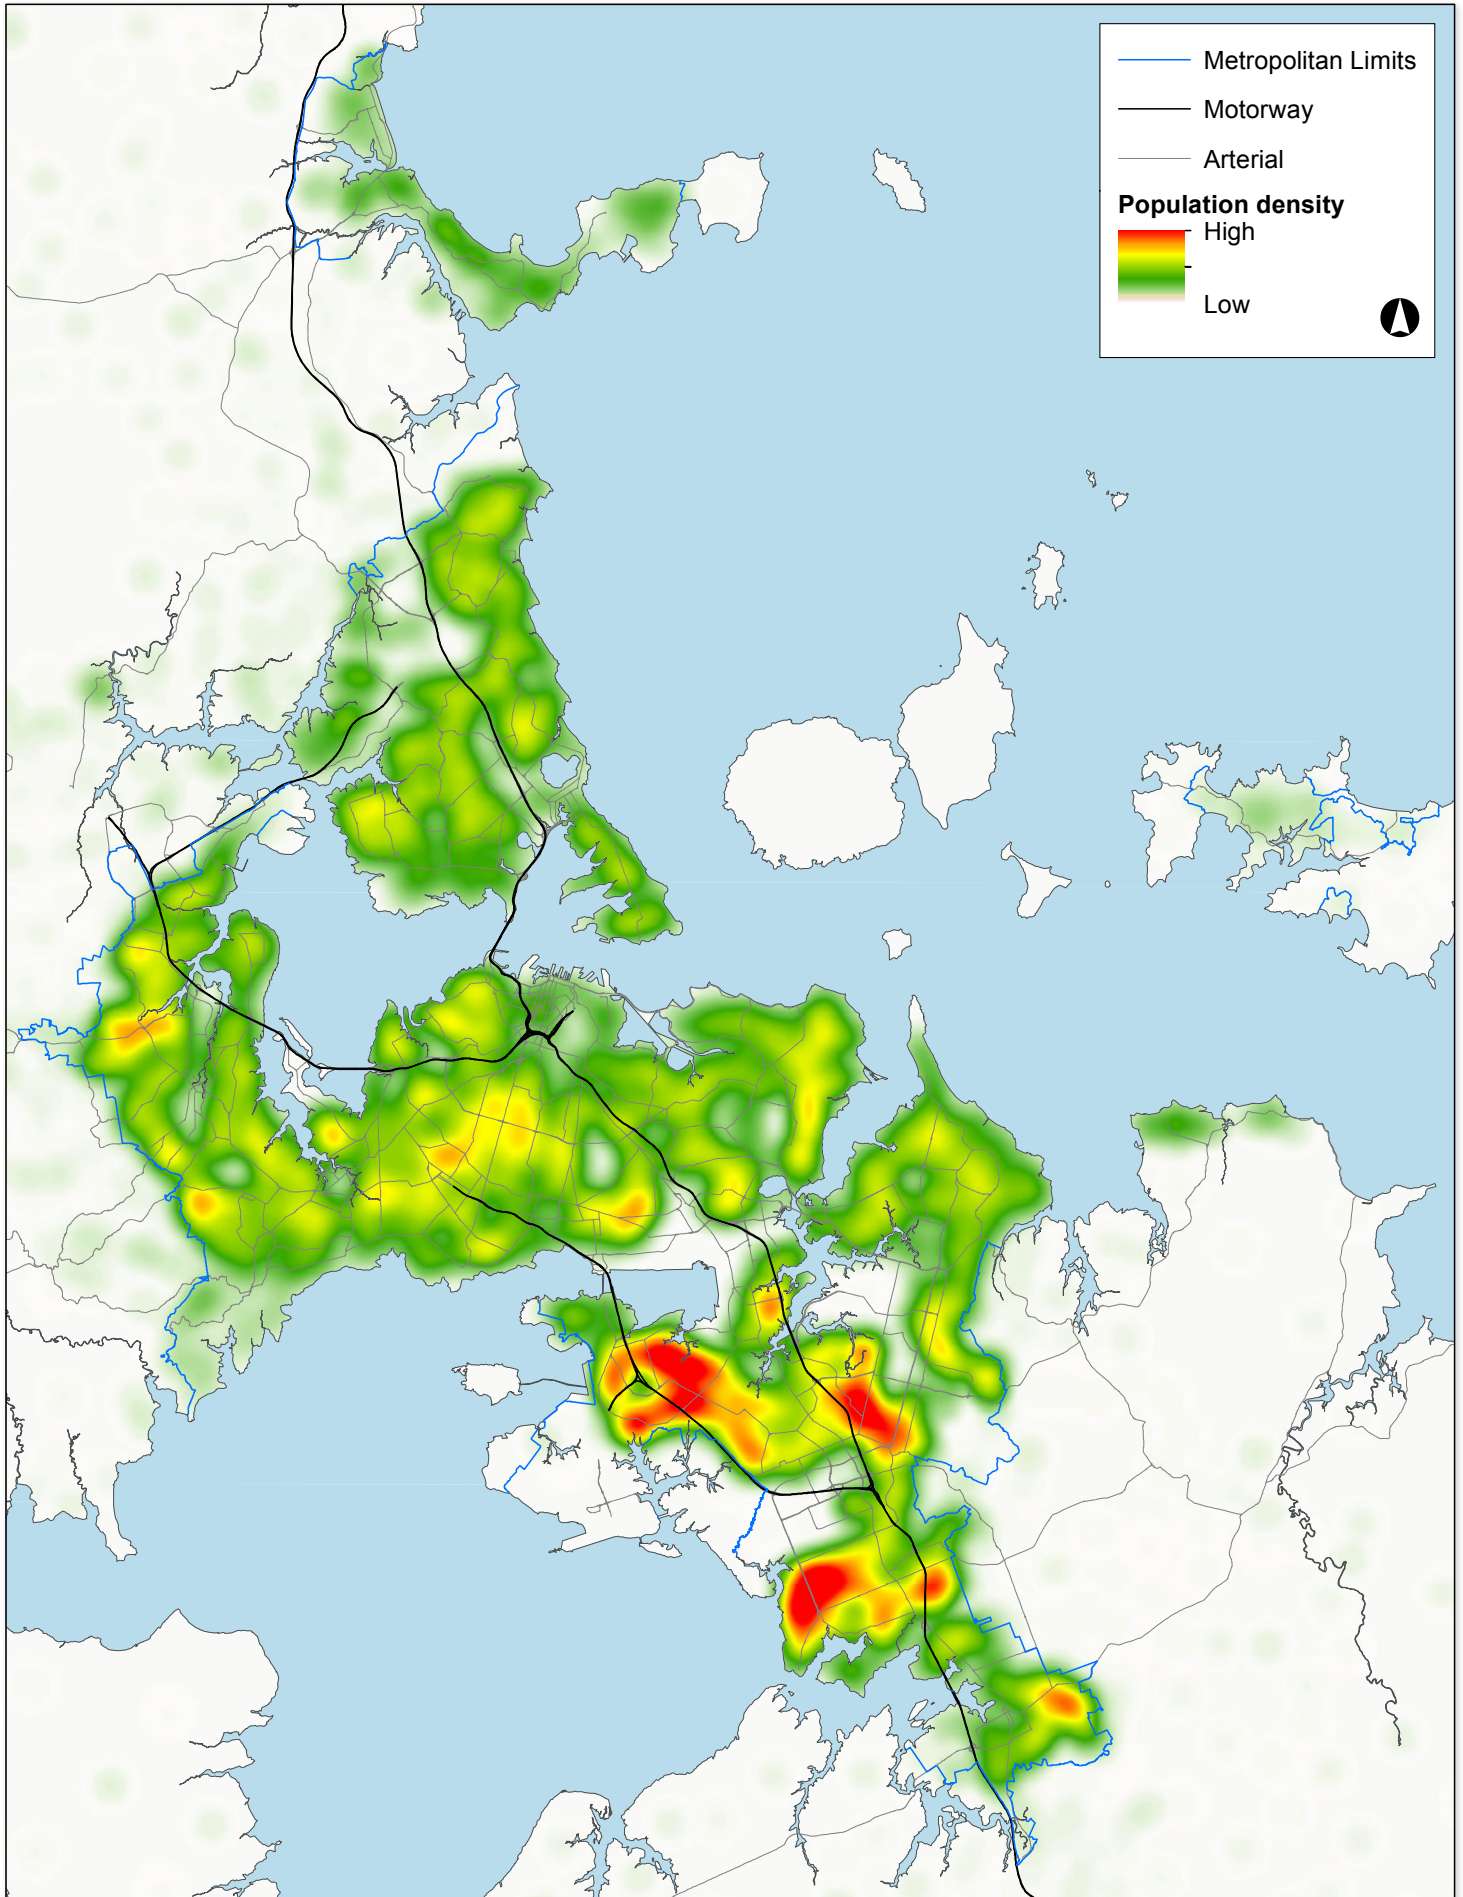 Metropolitan Limits
Motorway
Arterial
Population density
High
Low